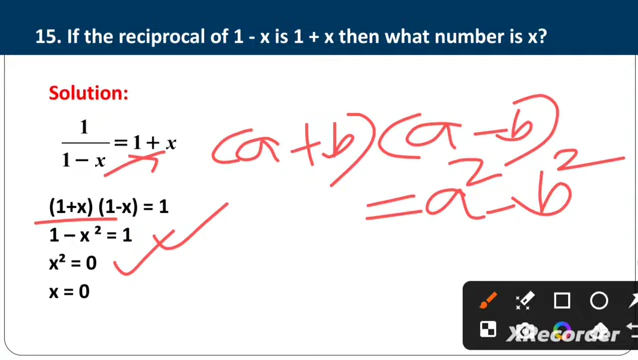 15. If the reciprocal of 1 - x is 1 + x then what number is x?
Solution:
1/(1 − x) = 1 + x
(a+b)(a-b)
= a² - b²
(1+x) (1-x) = 1
1 – x ² = 1
x² = 0
x = 0
XRecorder